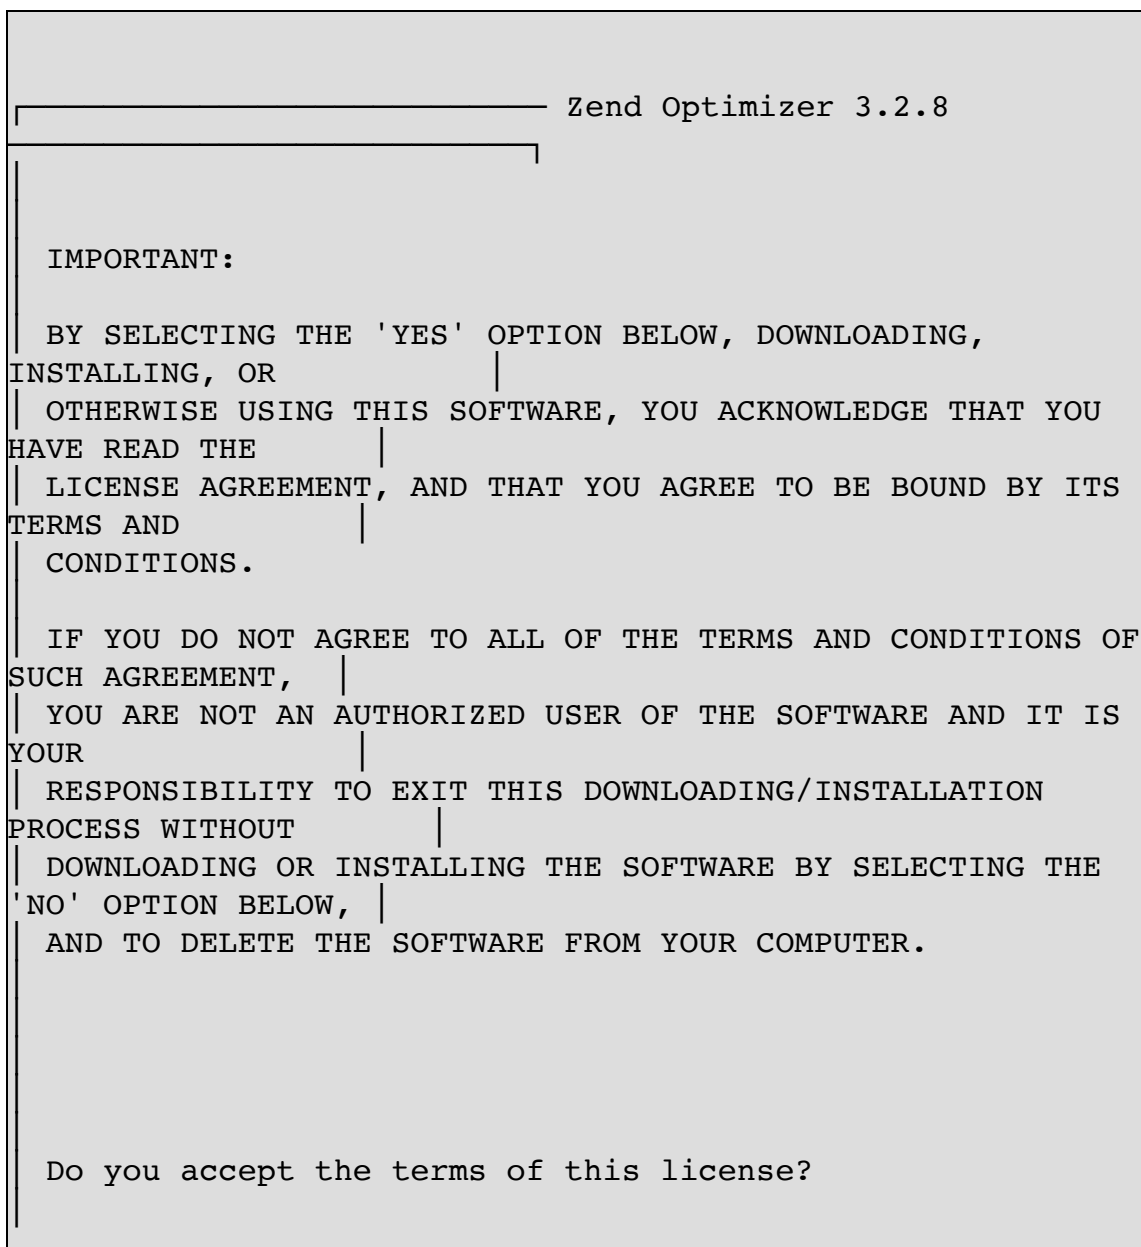 Zend Optimizer 3.2.8
IMPORTANT:
BY SELECTING THE 'YES' OPTION BELOW, DOWNLOADING,
INSTALLING, OR
OTHERWISE USING THIS SOFTWARE, YOU ACKNOWLEDGE THAT YOU
HAVE READ THE
LICENSE AGREEMENT, AND THAT YOU AGREE TO BE BOUND BY ITS
TERMS AND
CONDITIONS.
IF YOU DO NOT AGREE TO ALL OF THE TERMS AND CONDITIONS OF
SUCH AGREEMENT,
YOU ARE NOT AN AUTHORIZED USER OF THE SOFTWARE AND IT IS
YOUR
RESPONSIBILITY TO EXIT THIS DOWNLOADING/INSTALLATION
PROCESS WITHOUT
DOWNLOADING OR INSTALLING THE SOFTWARE BY SELECTING THE
'NO' OPTION BELOW,
AND TO DELETE THE SOFTWARE FROM YOUR COMPUTER.
Do you accept the terms of this license?